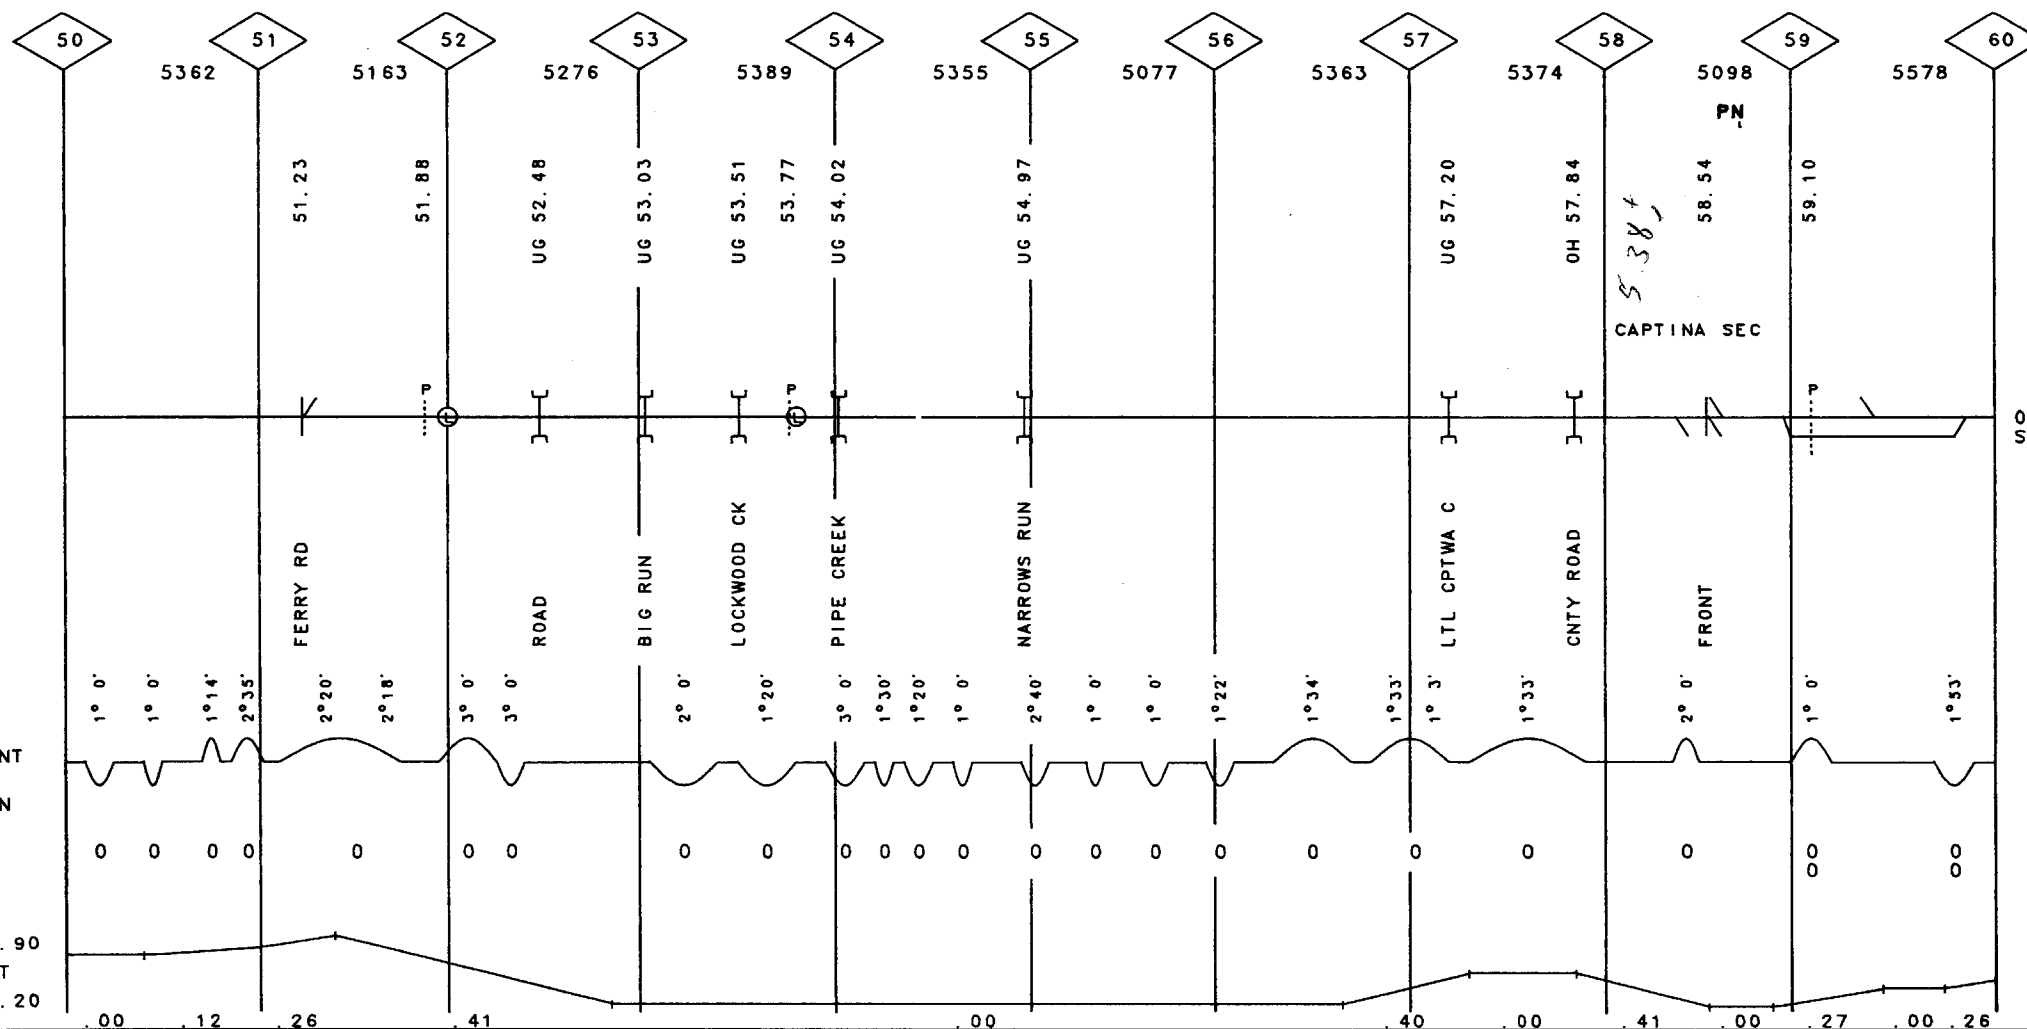 50 51 52 53 54 55 56 57 58 59 60
5362 5163 5276 5389 5355 5077 5363 5374 5098 5578
PN
51.23 51.88 UG 52.48 UG 53.03 UG 53.51 53.77 UG 54.02 UG 54.97 UG 57.20 OH 57.84 58.54 59.10
CAPTINA SEC
P P P
O
S
FERRY RD ROAD BIG RUN LOCKWOOD CK PIPE CREEK NARROWS RUN LTL CPTWA C CNTY ROAD FRONT
1° 0' 1° 0' 1°14' 2°35' 2°20' 2°18' 3° 0' 3° 0' 2° 0' 1°20' 3° 0' 1°30' 1°20' 1° 0' 2°40' 1° 0' 1° 0' 1°22' 1°34' 1°33' 1° 3' 1°33' 2° 0' 1° 0' 1°53'
NT
N
0 0 0 0 0 0 0 0 0 0 0 0 0 0 0 0 0 0 0 0 0 0 0
0 0
.90
T
.20
.00 .12 .26 .41 .00 .40 .00 .41 .00 .27 .00 .26